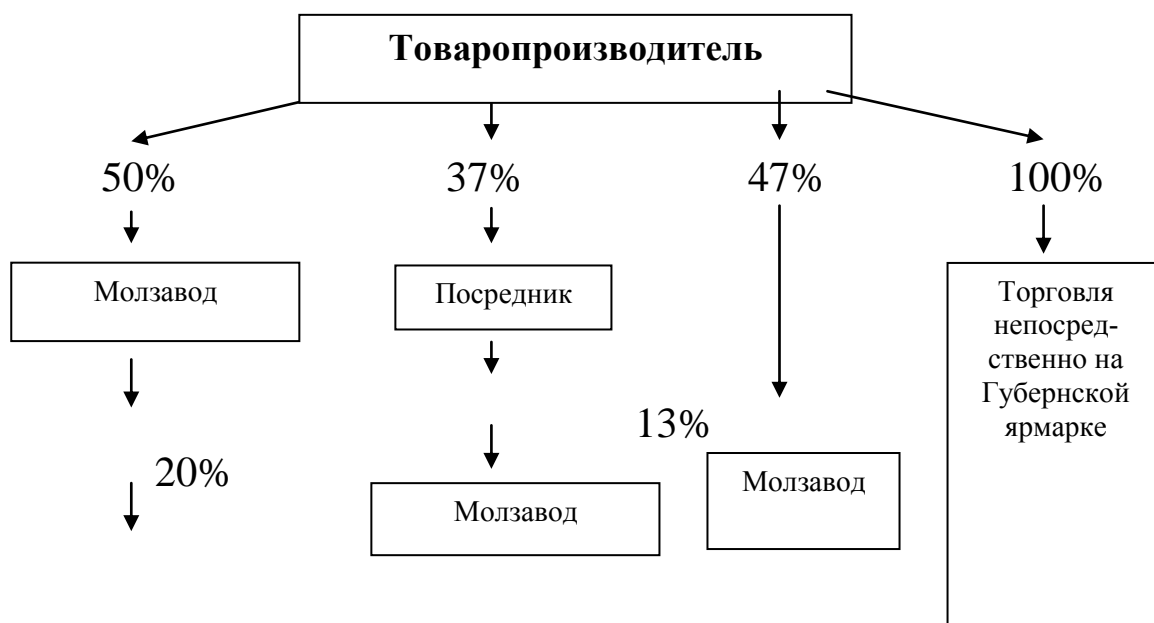 Товаропроизводитель
50%
37%
47%
100%
Молзавод
Посредник
Торговля
непосред-
ственно на
Губернской
ярмарке
13%
20%
Молзавод
Молзавод